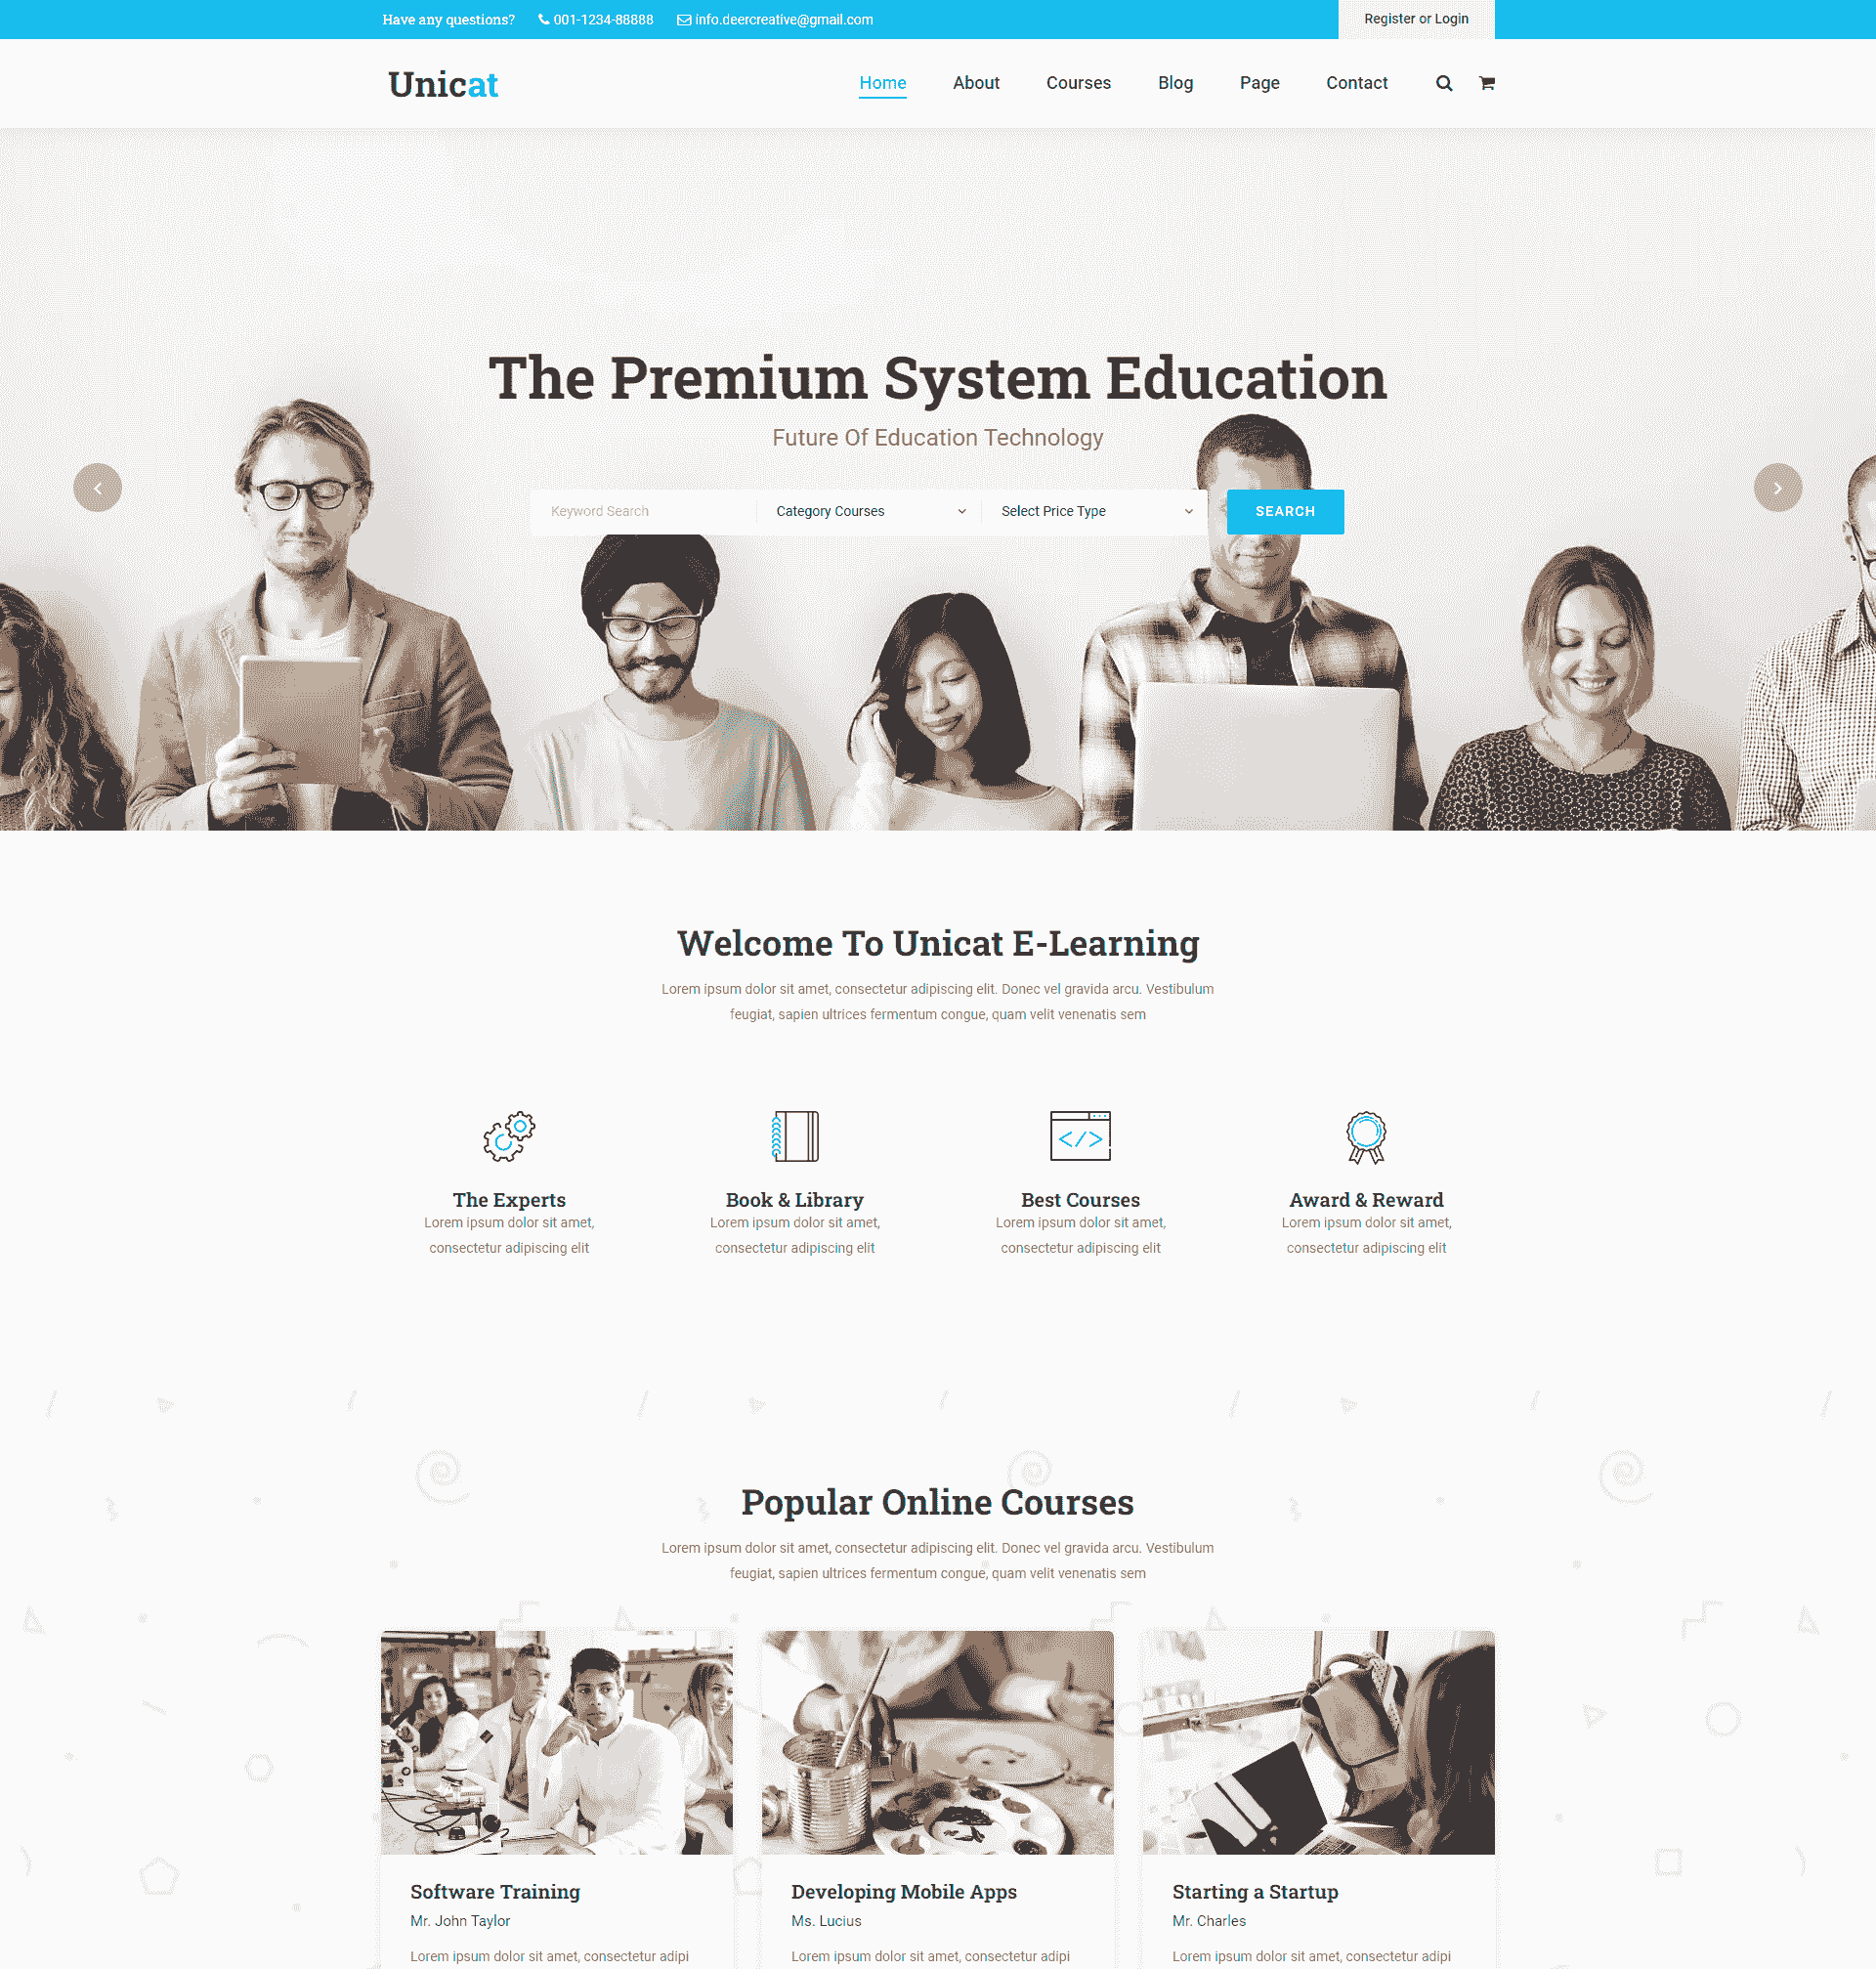 Have any questions? 001-1234-88888 info.deercreative@gmail.com Register or Login
Unicat Home About Courses Blog Page Contact
The Premium System Education
Future Of Education Technology
Keyword Search Category Courses Select Price Type SEARCH
Welcome To Unicat E-Learning
Lorem ipsum dolor sit amet, consectetur adipiscing elit. Donec vel gravida arcu. Vestibulum
feugiat, sapien ultrices fermentum congue, quam velit venenatis sem
The Experts
Lorem ipsum dolor sit amet,
consectetur adipiscing elit
Book & Library
Lorem ipsum dolor sit amet,
consectetur adipiscing elit
Best Courses
Lorem ipsum dolor sit amet,
consectetur adipiscing elit
Award & Reward
Lorem ipsum dolor sit amet,
consectetur adipiscing elit
Popular Online Courses
Lorem ipsum dolor sit amet, consectetur adipiscing elit. Donec vel gravida arcu. Vestibulum
feugiat, sapien ultrices fermentum congue, quam velit venenatis sem
Software Training
Mr. John Taylor
Lorem ipsum dolor sit amet, consectetur adipi
Developing Mobile Apps
Ms. Lucius
Lorem ipsum dolor sit amet, consectetur adipi
Starting a Startup
Mr. Charles
Lorem ipsum dolor sit amet, consectetur adipi